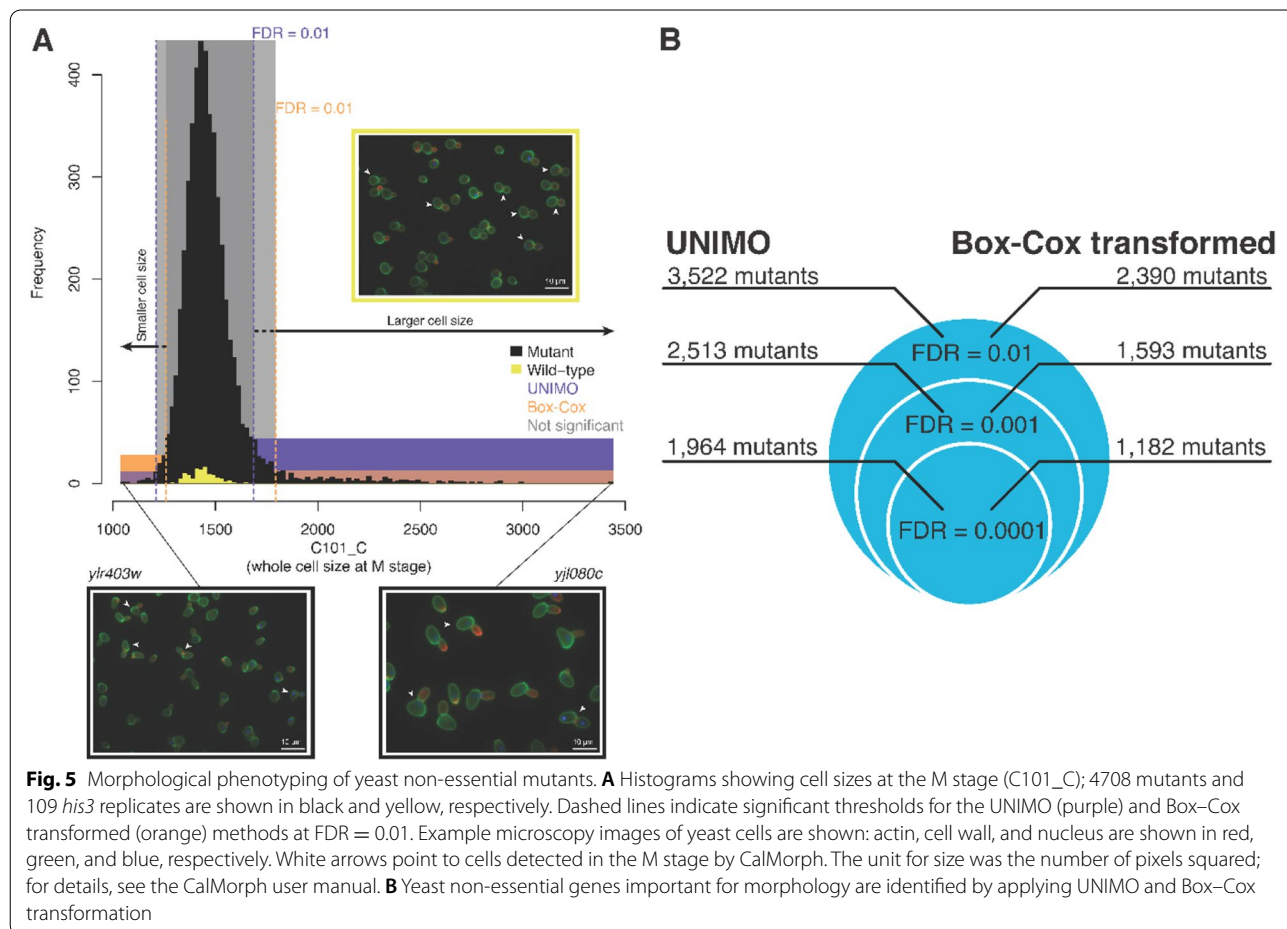 A
FDR = 0.01
FDR = 0.01
400
300
200
100
0
Frequency
Smaller cell size
Larger cell size
10 µm
Mutant
Wild-type
UNIMO
Box-Cox
Not significant
1000 1500 2000 2500 3000 3500
C101_C
(whole cell size at M stage)
ylr403w
yjl080c
10 µm
10 µm
B
UNIMO Box-Cox transformed
3,522 mutants 2,390 mutants
FDR = 0.01
2,513 mutants 1,593 mutants
FDR = 0.001
1,964 mutants 1,182 mutants
FDR = 0.0001
Fig. 5 Morphological phenotyping of yeast non-essential mutants. A Histograms showing cell sizes at the M stage (C101_C); 4708 mutants and
109 his3 replicates are shown in black and yellow, respectively. Dashed lines indicate significant thresholds for the UNIMO (purple) and Box–Cox
transformed (orange) methods at FDR = 0.01. Example microscopy images of yeast cells are shown: actin, cell wall, and nucleus are shown in red,
green, and blue, respectively. White arrows point to cells detected in the M stage by CalMorph. The unit for size was the number of pixels squared;
for details, see the CalMorph user manual. B Yeast non-essential genes important for morphology are identified by applying UNIMO and Box–Cox
transformation